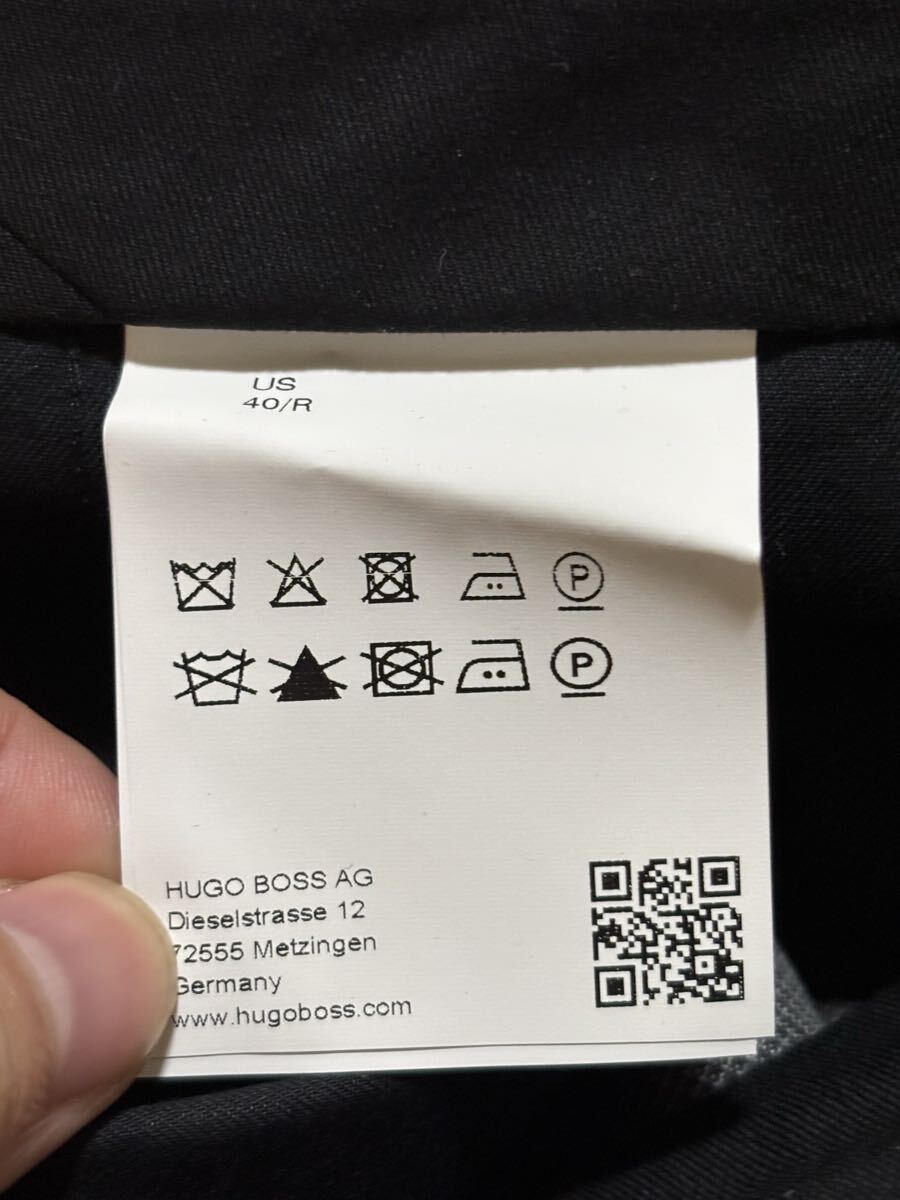 US
40/R
P
P
HUGO BOSS AG
Dieselstrasse 12
72555 Metzingen
Germany
www.hugoboss.com